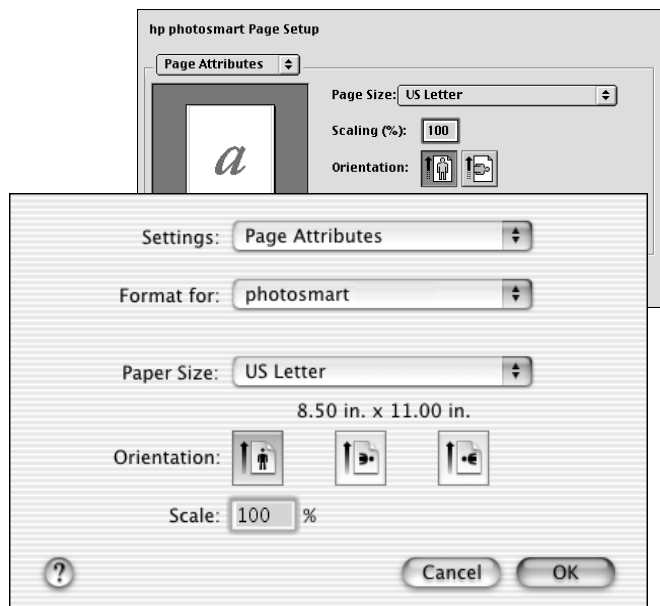 hp photosmart Page Setup
Page Attributes
Page Size: US Letter
Scaling (%): 100
a
Orientation:
Settings: Page Attributes
Format for: photosmart
Paper Size: US Letter
8.50 in. x 11.00 in.
Orientation:
Scale: 100 %
? Cancel OK